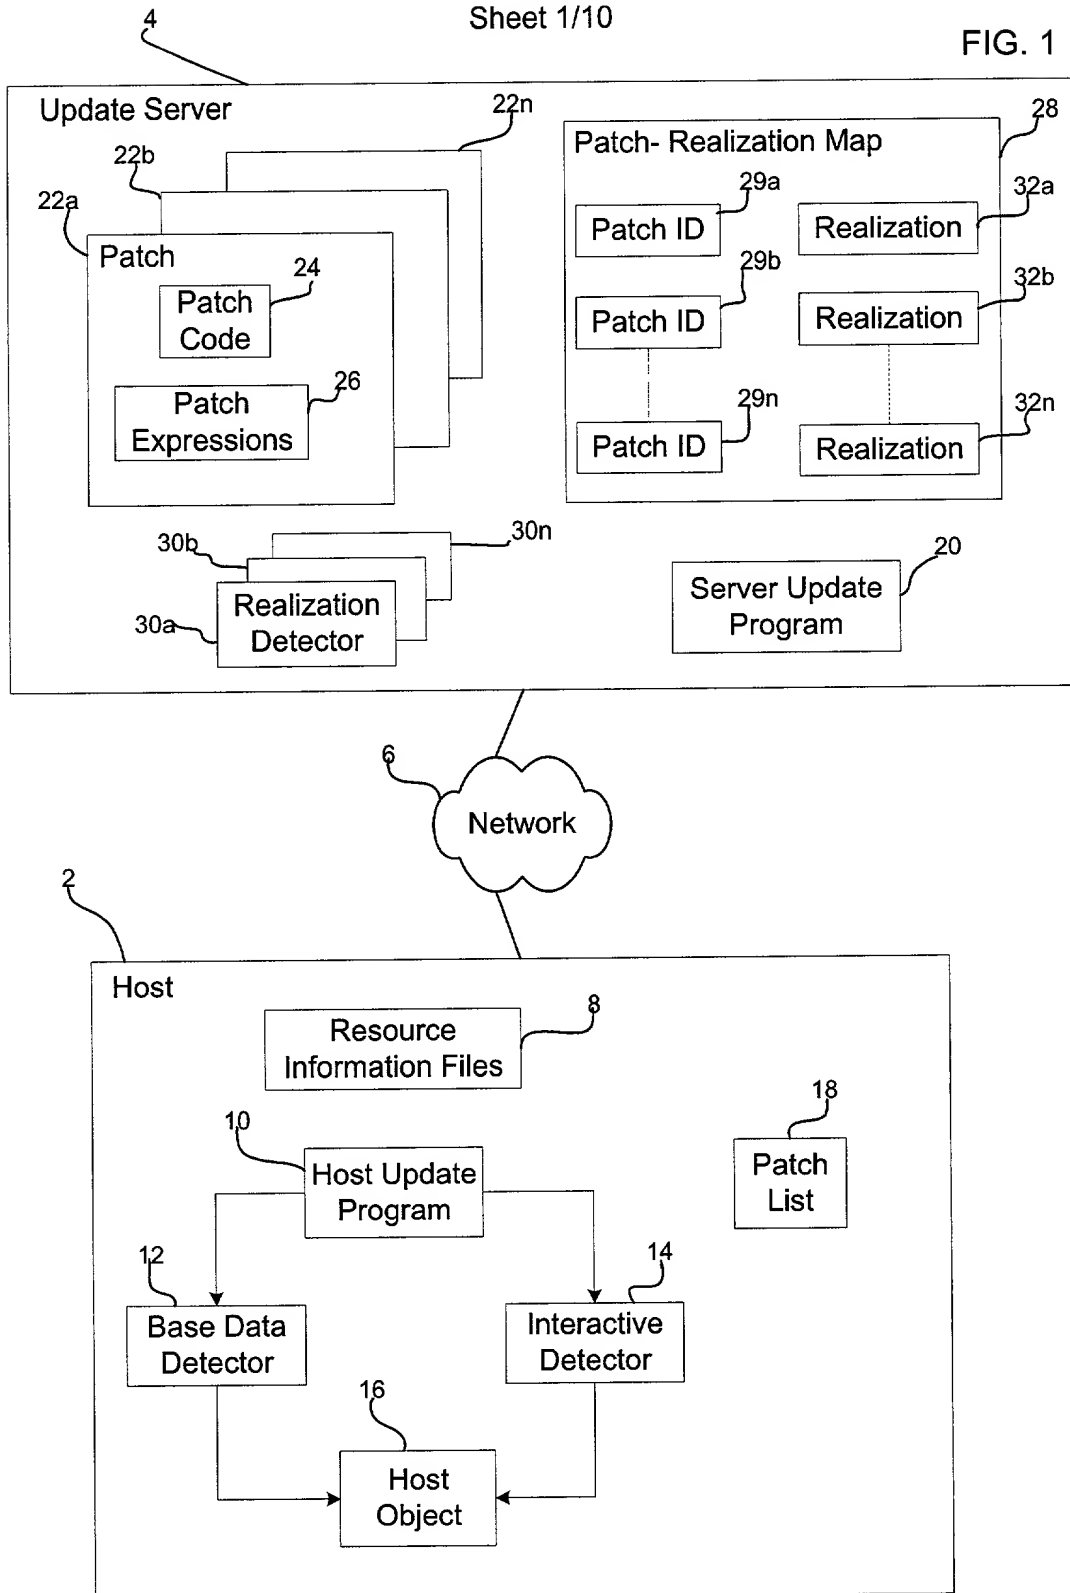 Sheet 1/10
FIG. 1
4
Update Server
22n
22b
22a
Patch
24
Patch
Code
26
Patch
Expressions
28
Patch- Realization Map
29a
32a
Patch ID
Realization
29b
32b
Patch ID
Realization
29n
32n
Patch ID
Realization
30n
30b
30a
Realization
Detector
20
Server Update
Program
6
Network
2
Host
8
Resource
Information Files
10
Host Update
Program
18
Patch
List
12
Base Data
Detector
14
Interactive
Detector
16
Host
Object